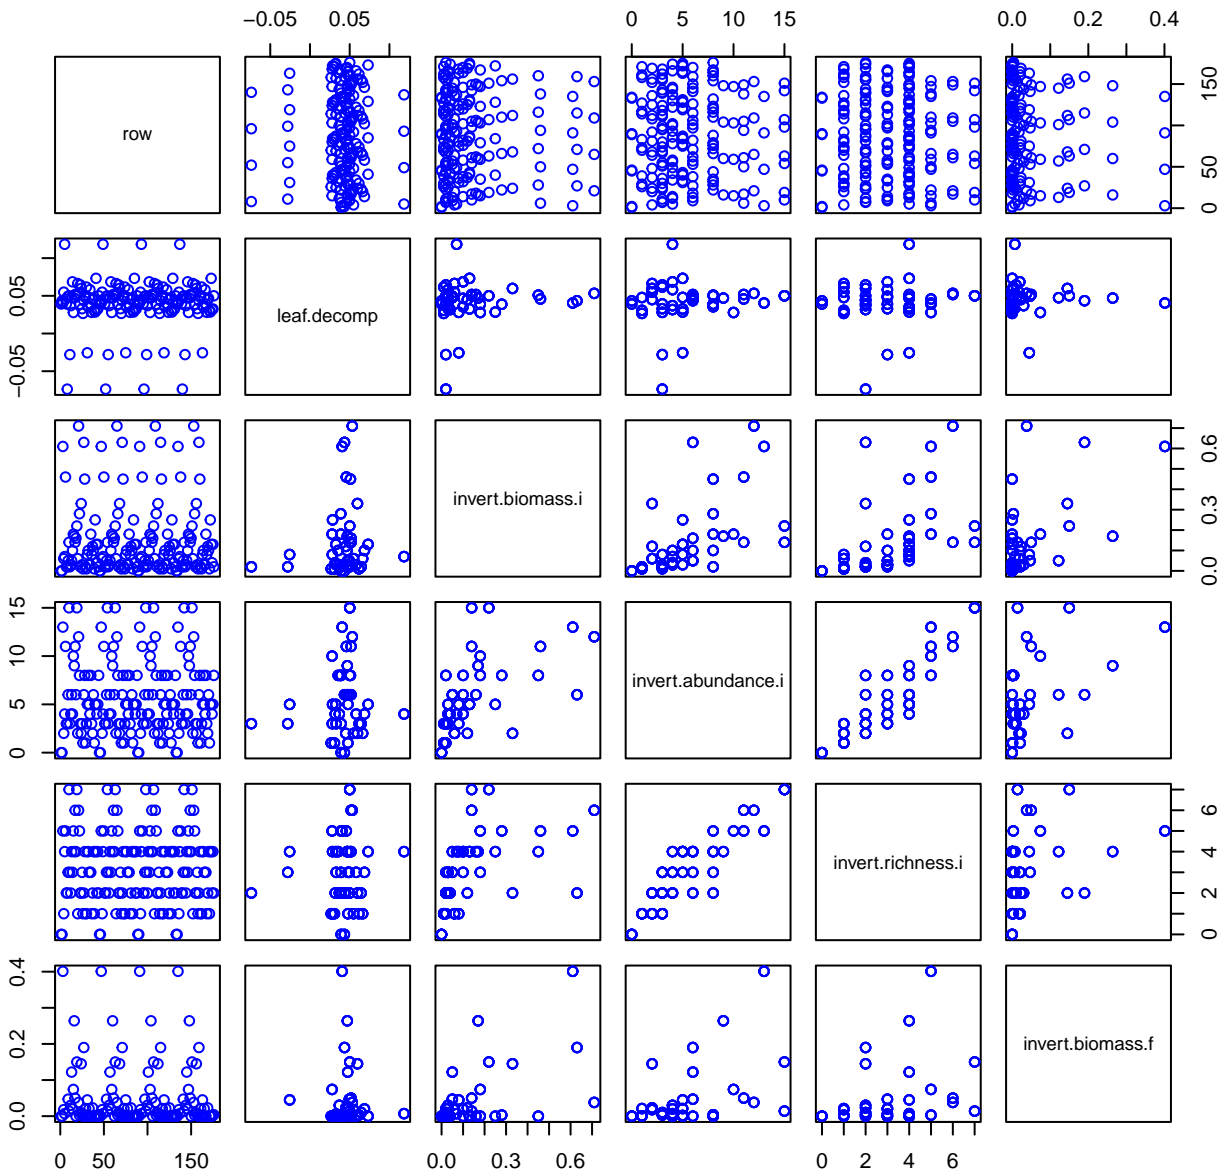 −0.05 0.05 0 5 10 15 0.0 0.2 0.4
row
0 50 150
leaf.decomp
−0.05 0.05
invert.biomass.i
0.0 0.3 0.6
invert.abundance.i
0 5 10 15
invert.richness.i
0 2 4 6
invert.biomass.f
0.0 0.2 0.4
0 50 150 0.0 0.3 0.6 0 2 4 6